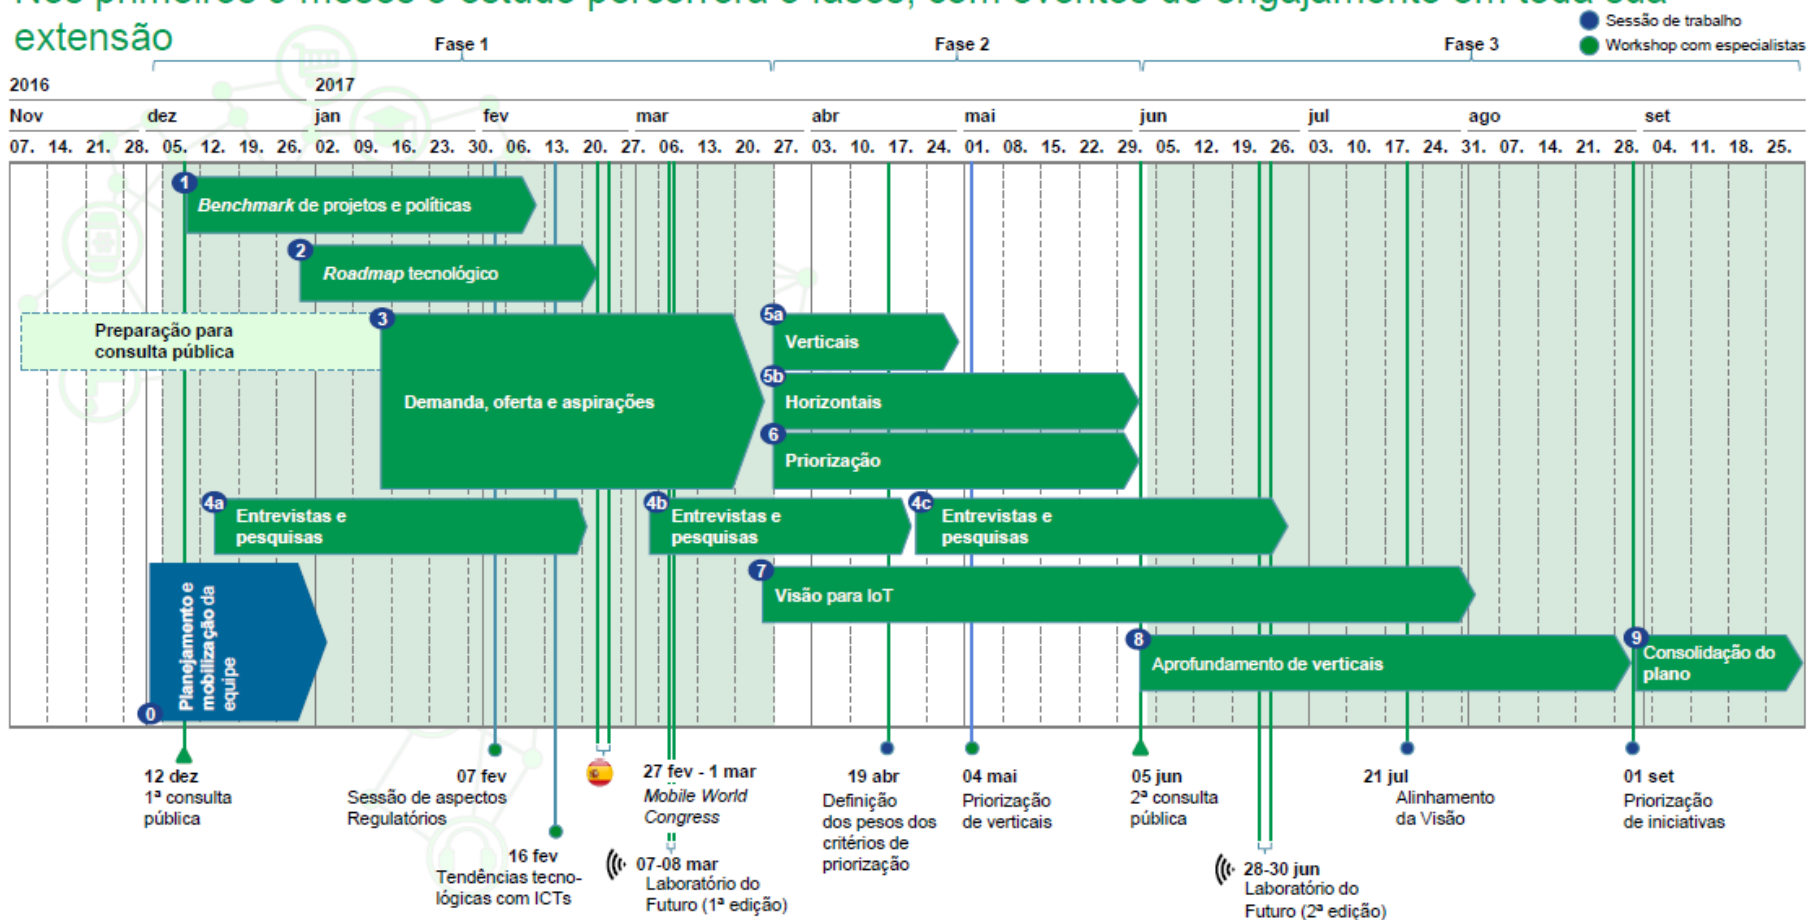 extensão
Sessão de trabalho
Workshop com especialistas
Fase 1
Fase 2
Fase 3
2016
2017
Nov
dez
jan
fev
mar
abr
mai
jun
jul
ago
set
07. 14. 21. 28. 05. 12. 19. 26. 02. 09. 16. 23. 30. 06. 13. 20. 27. 06. 13. 20. 27. 03. 10. 17. 24. 01. 08. 15. 22. 29. 05. 12. 19. 26. 03. 10. 17. 24. 31. 07. 14. 21. 28. 04. 11. 18. 25.
1
Benchmark de projetos e políticas
2
Roadmap tecnológico
Preparação para
consulta pública
3
Demanda, oferta e aspirações
5a
Verticais
5b
Horizontais
6
Priorização
4a
Entrevistas e
pesquisas
4b
Entrevistas e
pesquisas
4c
Entrevistas e
pesquisas
7
Visão para IoT
0
Planejamento e
mobilização da
equipe
8
Aprofundamento de verticais
9
Consolidação do
plano
12 dez
1ª consulta
pública
07 fev
Sessão de aspectos
Regulatórios
16 fev
Tendências tecno-
lógicas com ICTs
27 fev - 1 mar
Mobile World
Congress
07-08 mar
Laboratório do
Futuro (1ª edição)
19 abr
Definição
dos pesos dos
critérios de
priorização
04 mai
Priorização
de verticais
05 jun
2ª consulta
pública
28-30 jun
Laboratório do
Futuro (2ª edição)
21 jul
Alinhamento
da Visão
01 set
Priorização
de iniciativas